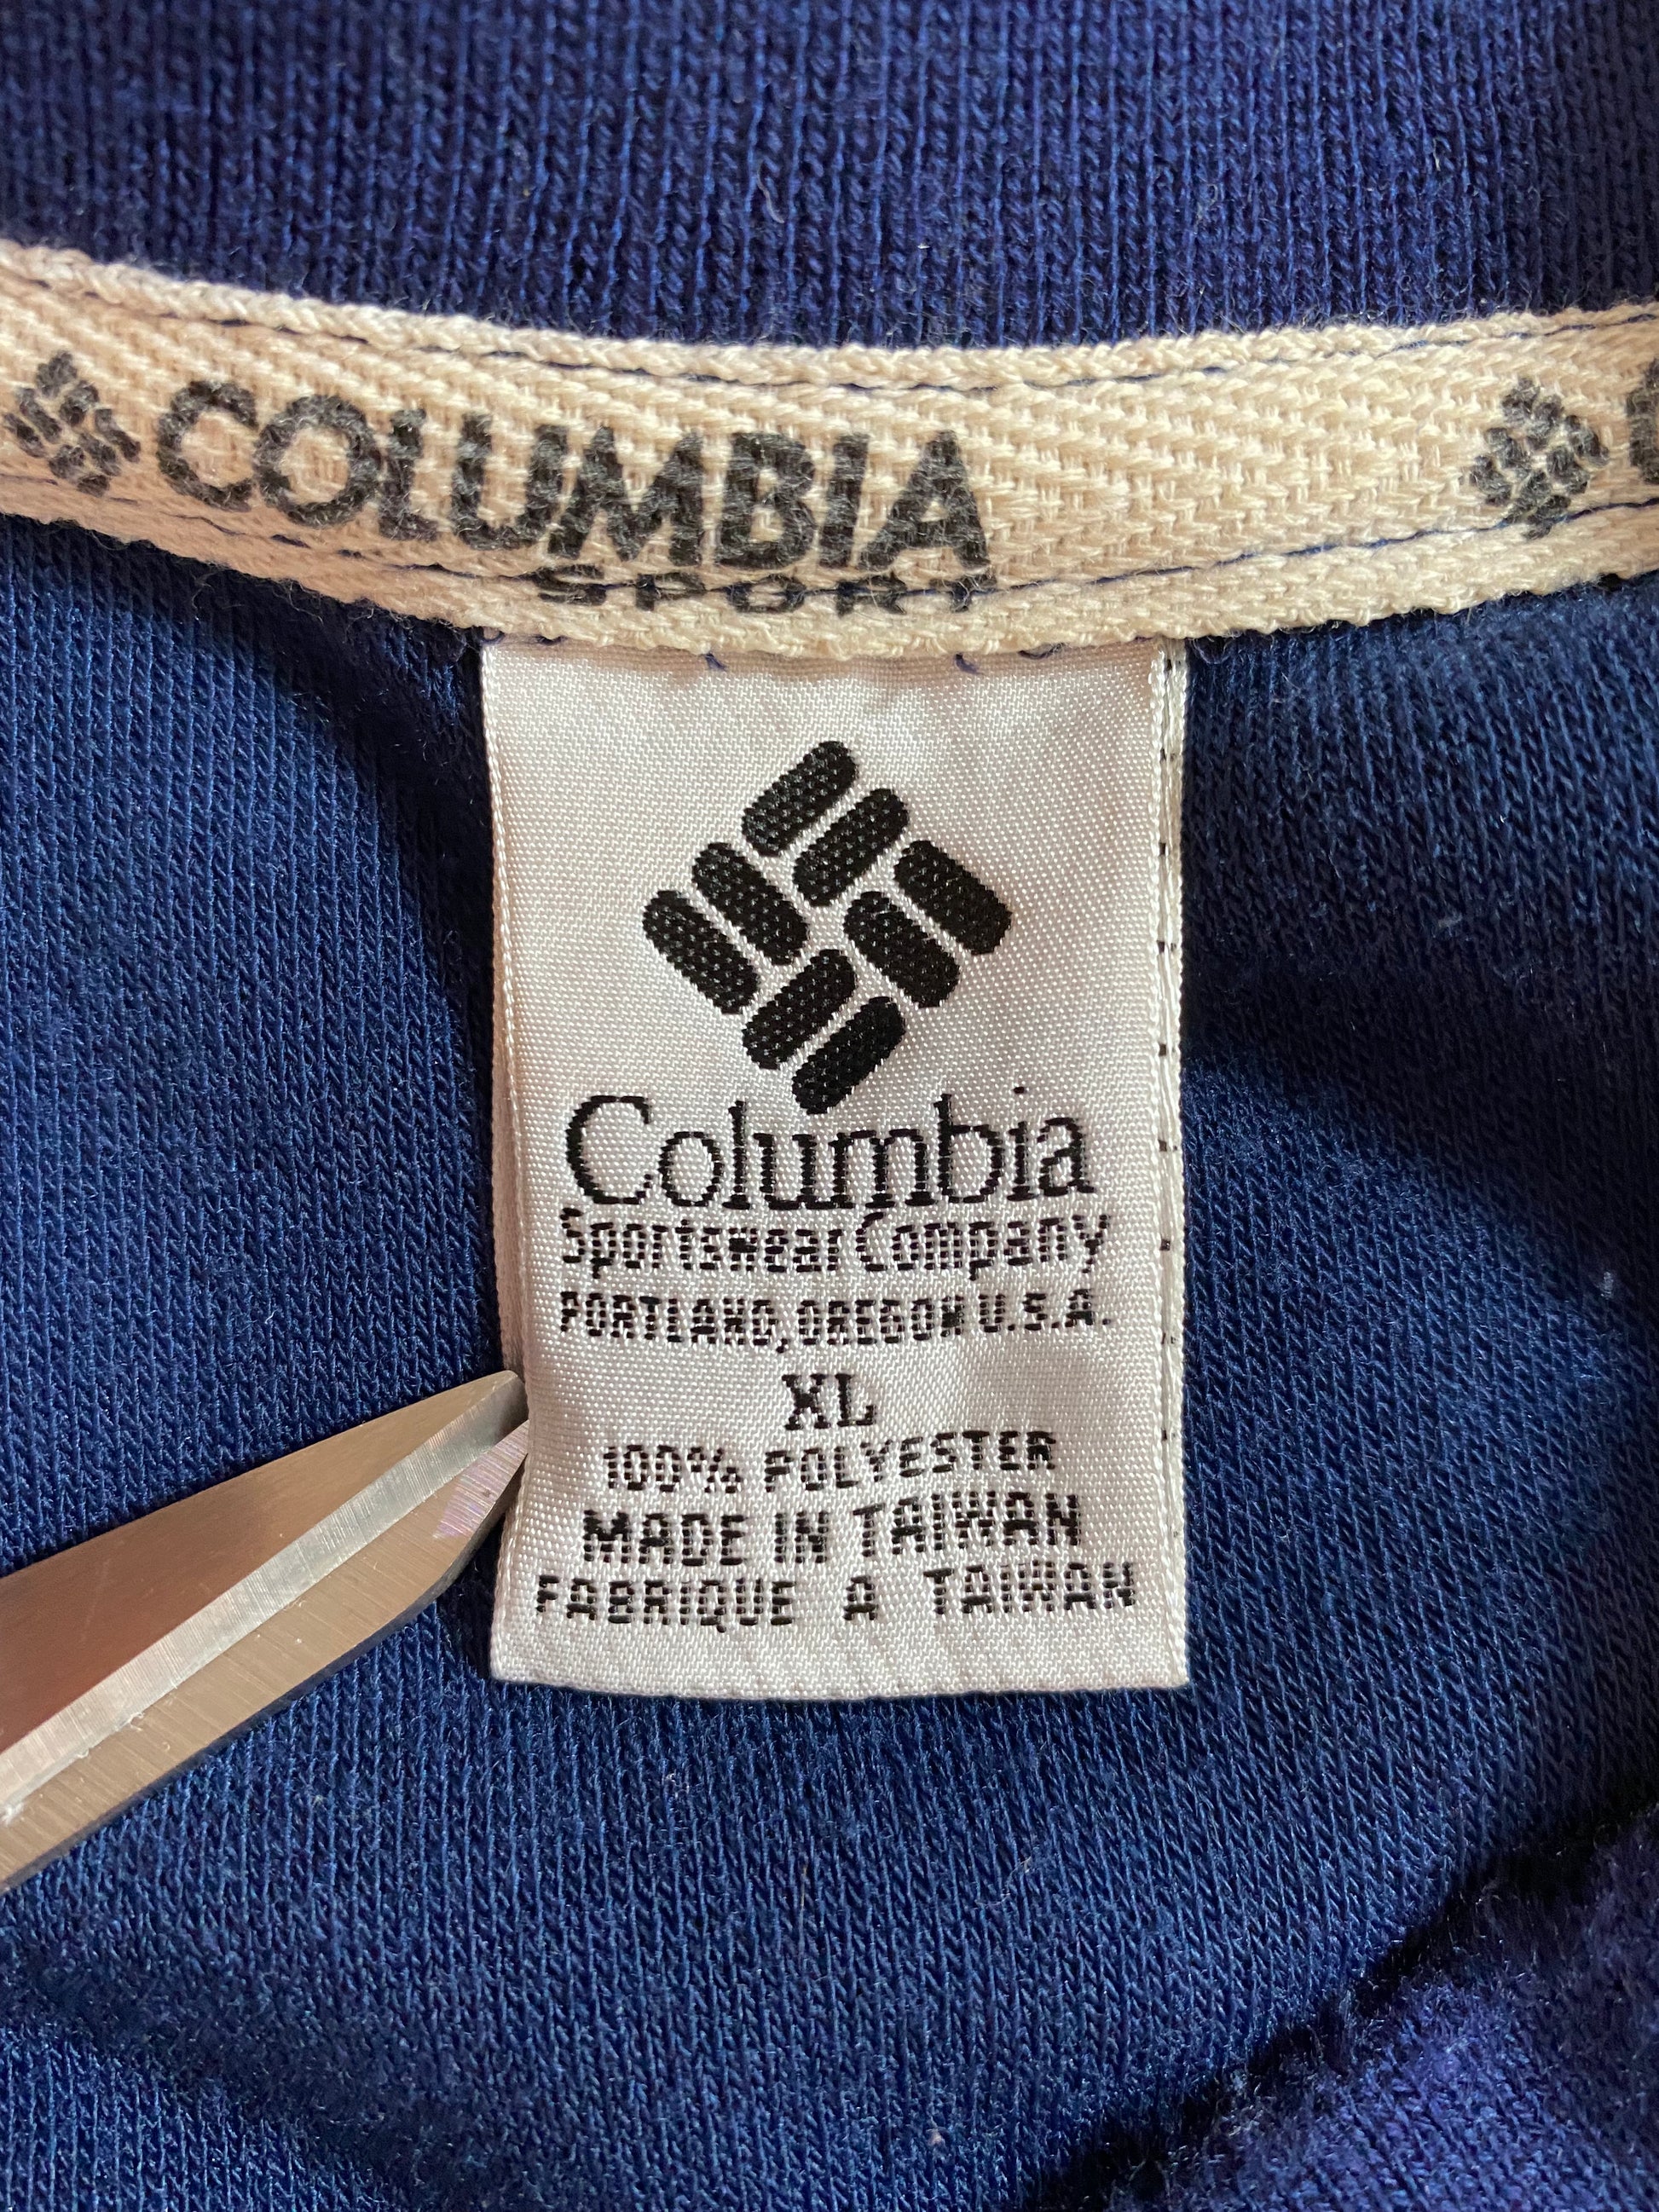 COLUMBIA
SPORT
Columbia
Sportswear Company
PORTLAND, OREGON U.S.A.
XL
100% POLYESTER
MADE IN TAIWAN
FABRIQUE A TAIWAN